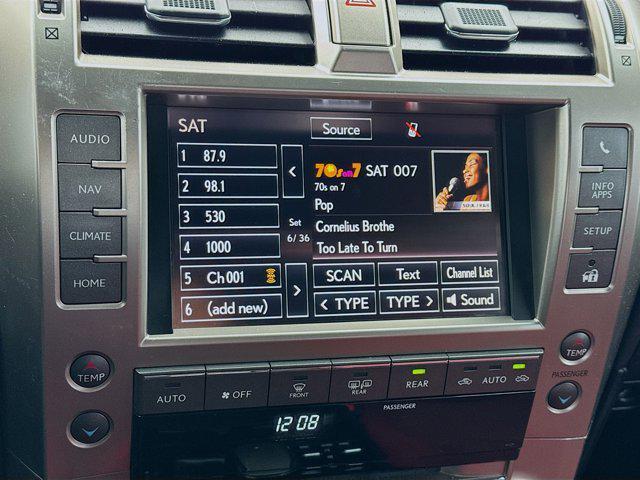 AUDIO
NAV
CLIMATE
HOME
SAT
Source
1 87.9
2 98.1
3 530
4 1000
5 Ch 001
6 (add new)
<
Set
6/36
>
70s on 7 SAT 007
70s on 7
Pop
Cornelius Brothe
Too Late To Turn
SCAN Text Channel List
< TYPE TYPE > Sound
INFO
APPS
SETUP
TEMP
AUTO OFF FRONT REAR REAR AUTO
PASSENGER
TEMP
PASSENGER
12:08